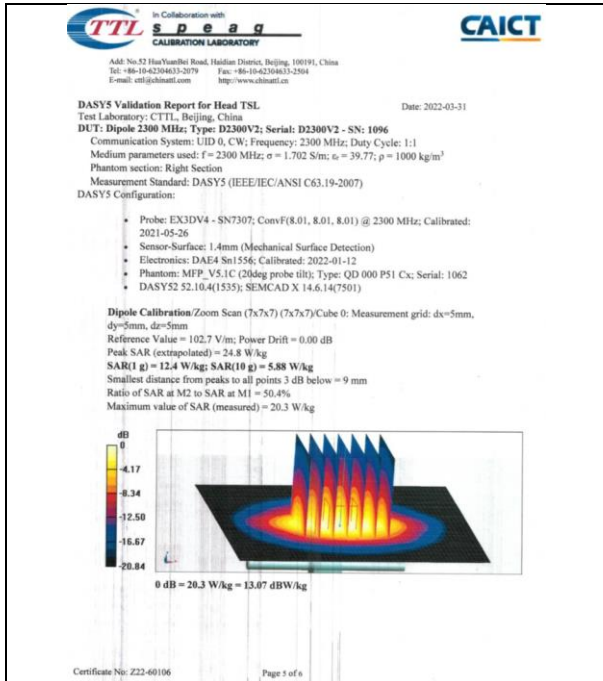 TTL
In Collaboration with
s p e a g
CALIBRATION LABORATORY
CAICT
Add: No.52 HuaYuanBei Road, Haidian District, Beijing, 100191, China
Tel: +86-10-62304633-2079 Fax: +86-10-62304633-2504
E-mail: cttl@chinattl.com http://www.chinattl.cn
DASY5 Validation Report for Head TSL Date: 2022-03-31
Test Laboratory: CTTL, Beijing, China
DUT: Dipole 2300 MHz; Type: D2300V2; Serial: D2300V2 - SN: 1096
Communication System: UID 0, CW; Frequency: 2300 MHz; Duty Cycle: 1:1
Medium parameters used: f = 2300 MHz; σ = 1.702 S/m; εr = 39.77; ρ = 1000 kg/m³
Phantom section: Right Section
Measurement Standard: DASY5 (IEEE/IEC/ANSI C63.19-2007)
DASY5 Configuration:
• Probe: EX3DV4 - SN7307; ConvF(8.01, 8.01, 8.01) @ 2300 MHz; Calibrated:
2021-05-26
• Sensor-Surface: 1.4mm (Mechanical Surface Detection)
• Electronics: DAE4 Sn1556; Calibrated: 2022-01-12
• Phantom: MFP_V5.1C (20deg probe tilt); Type: QD 000 P51 Cx; Serial: 1062
• DASY52 52.10.4(1535); SEMCAD X 14.6.14(7501)
Dipole Calibration/Zoom Scan (7x7x7) (7x7x7)/Cube 0: Measurement grid: dx=5mm,
dy=5mm, dz=5mm
Reference Value = 102.7 V/m; Power Drift = 0.00 dB
Peak SAR (extrapolated) = 24.8 W/kg
SAR(1 g) = 12.4 W/kg; SAR(10 g) = 5.88 W/kg
Smallest distance from peaks to all points 3 dB below = 9 mm
Ratio of SAR at M2 to SAR at M1 = 50.4%
Maximum value of SAR (measured) = 20.3 W/kg
dB
0
-4.17
-8.34
-12.50
-16.67
-20.84
0 dB = 20.3 W/kg = 13.07 dBW/kg
Certificate No: Z22-60106 Page 5 of 6